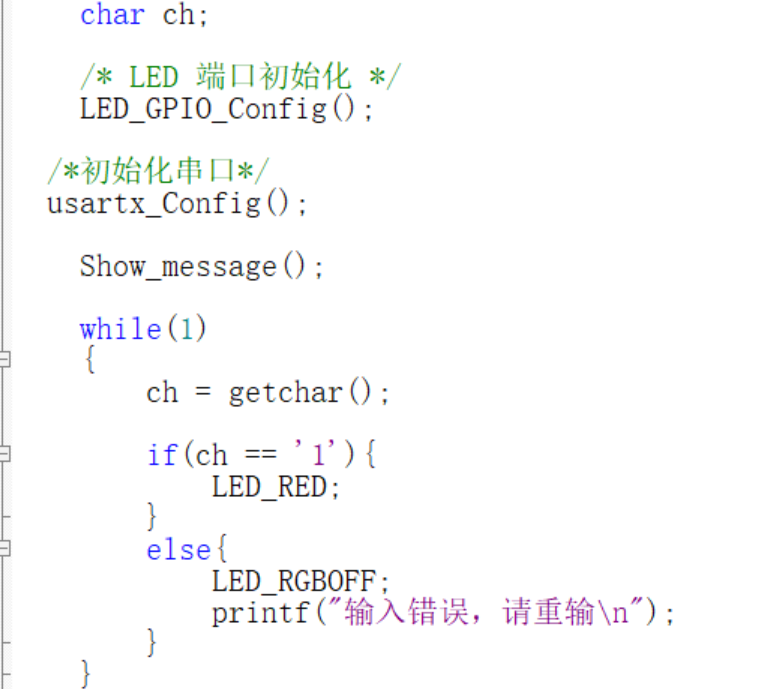 char ch;
/* LED 端口初始化 */
LED_GPIO_Config();
/*初始化串口*/
usartx_Config();
Show_message();
while(1)
{
ch = getchar();
if(ch == '1'){
LED_RED;
}
else{
LED_RGBOFF;
printf("输入错误，请重输\n");
}
}